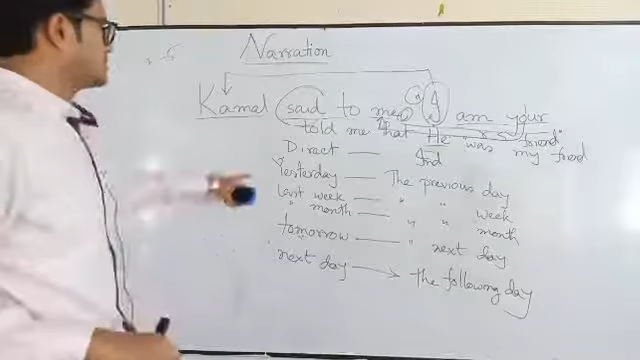 Narration
Kamal said to me, "I am your friend"
told me that He was my friend
Direct — Ind
Yesterday — The previous day
Last week — " " week
" month — " " month
tomorrow — " next day
next day → the following day